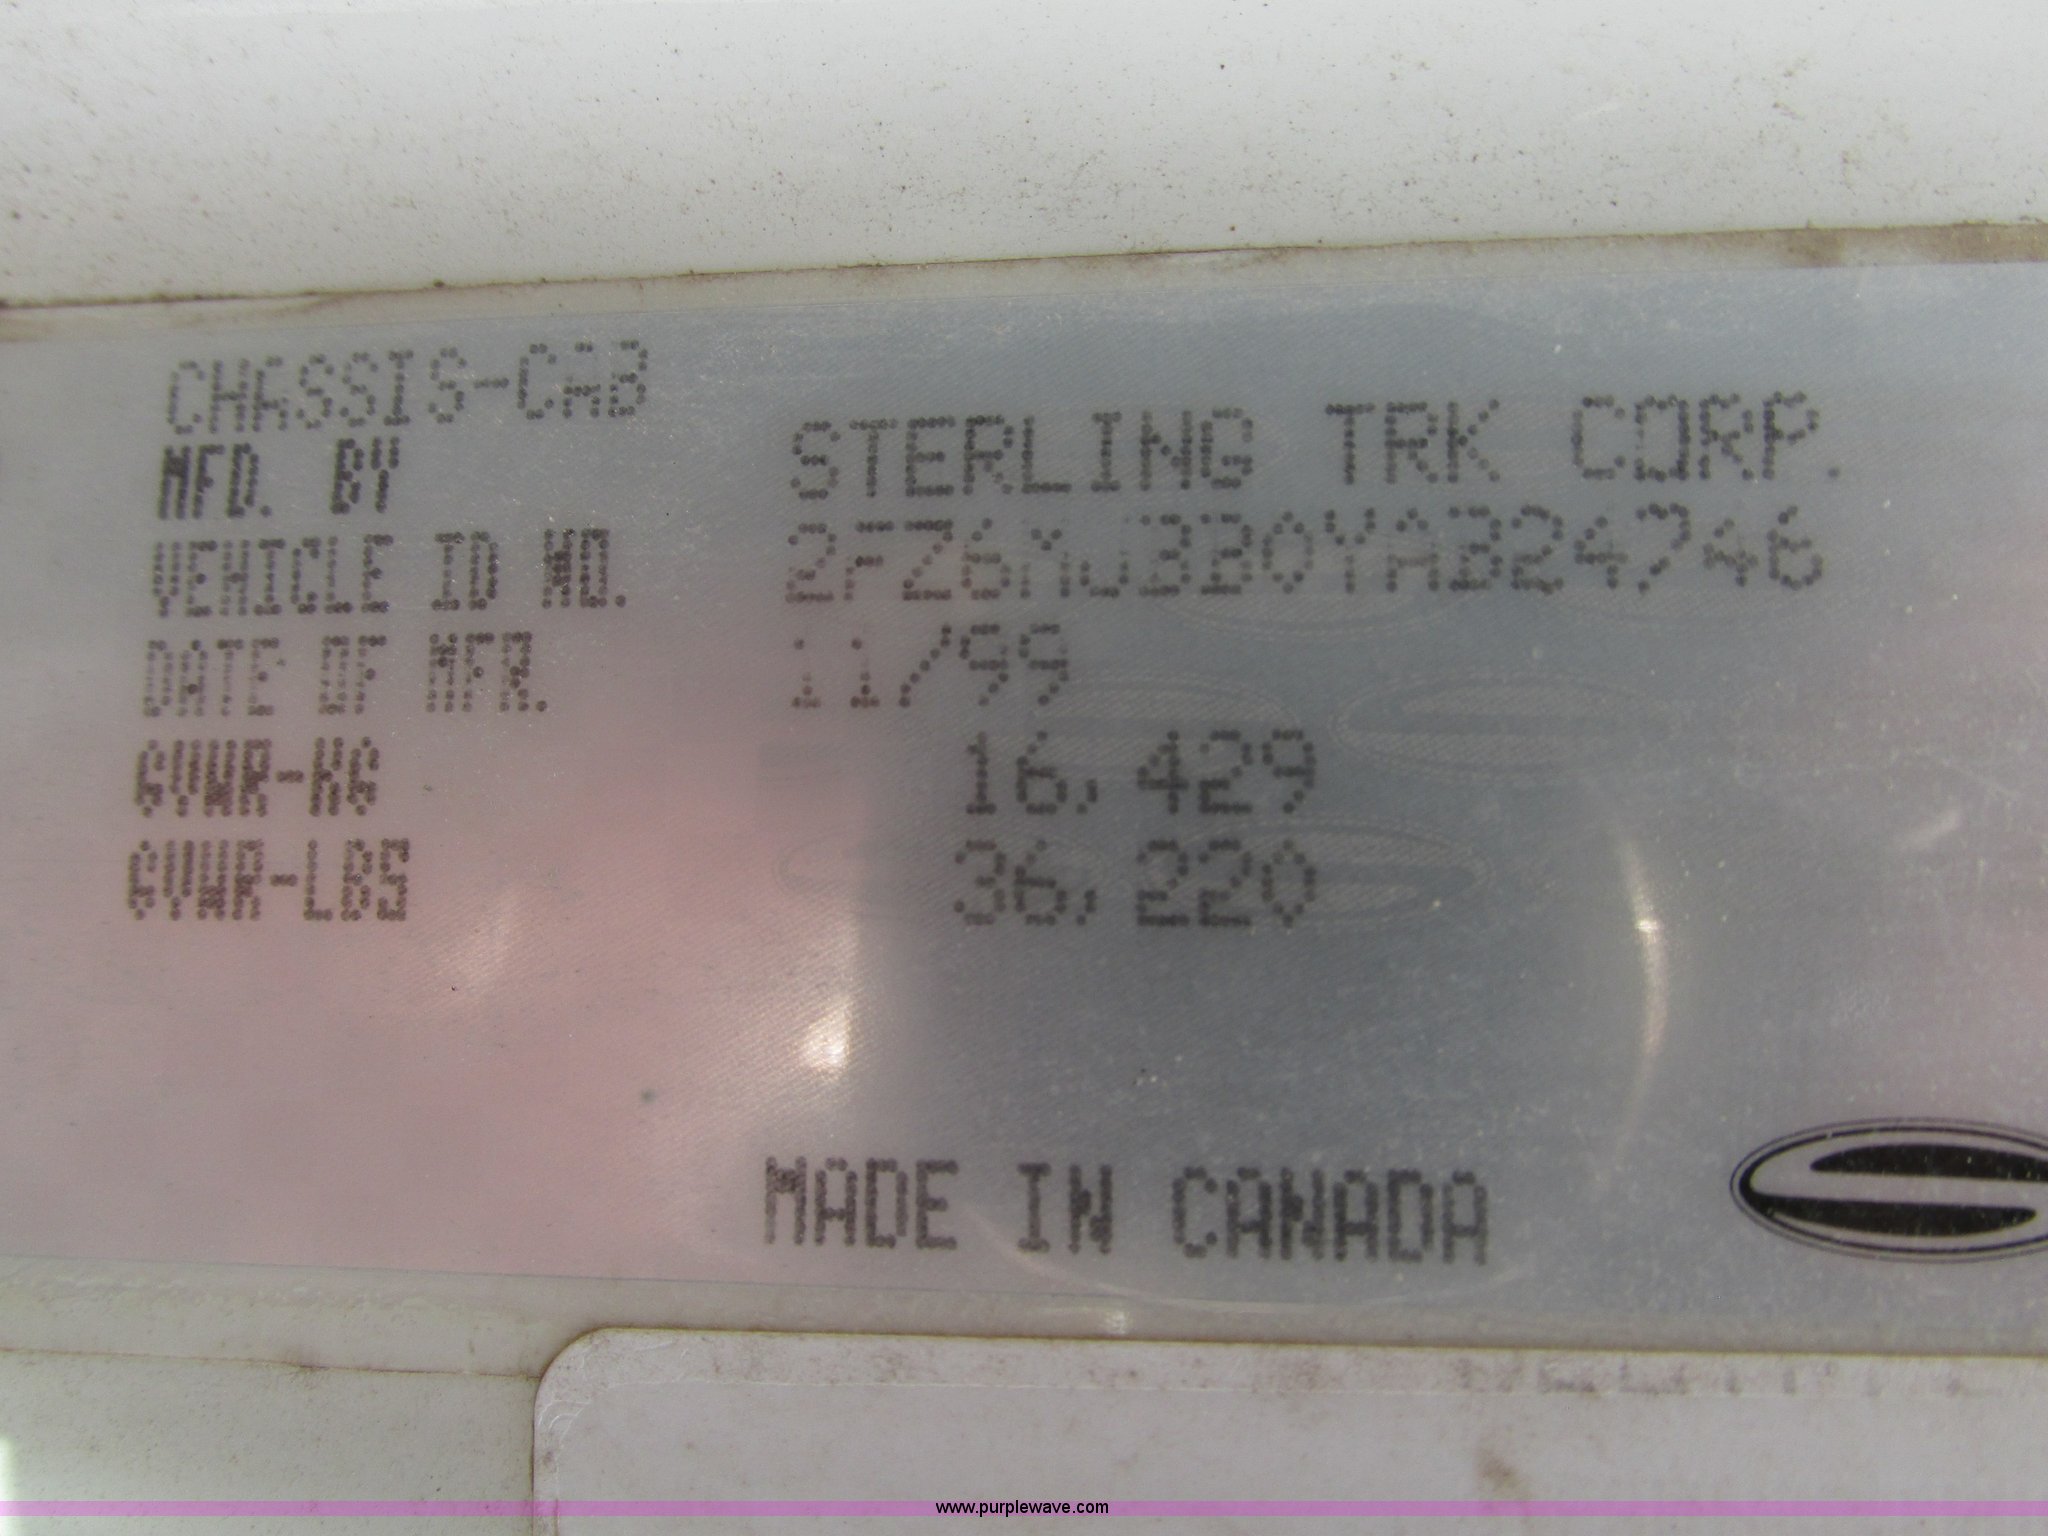 CHASSIS-CAB
MFD. BY STERLING TRK CORP.
VEHICLE ID NO. 2FZ6XJBB0YAB24746
DATE OF MFR. 11/99
GVWR-KG 16,429
GVWR-LBS 36,220
MADE IN CANADA
www.purplewave.com